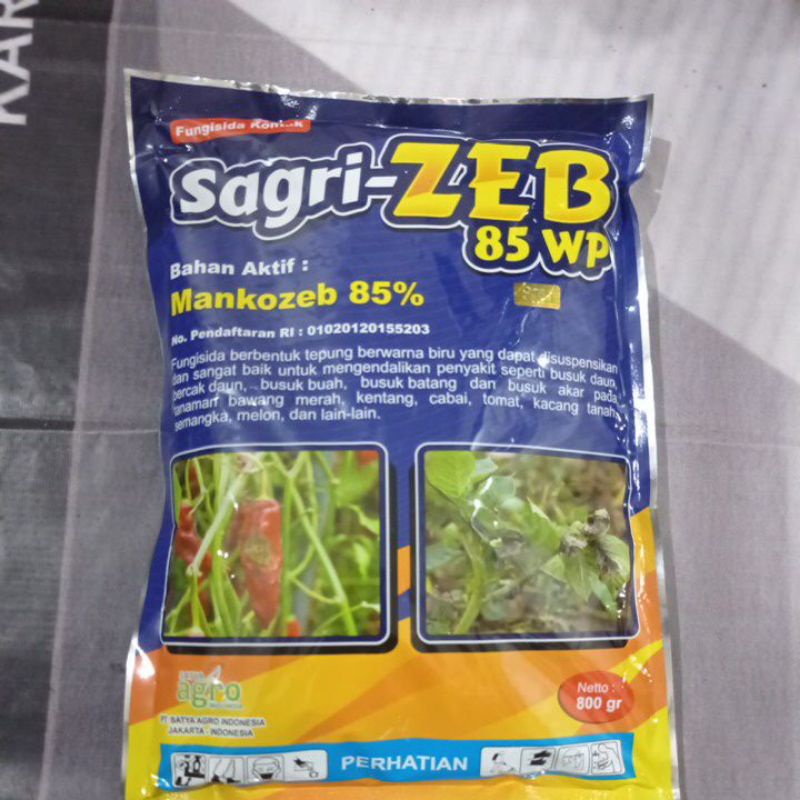 KAR
Fungisida Kontak
sagri-ZEB
85 WP
Bahan Aktif :
Mankozeb 85%
No. Pendaftaran RI : 01020120155203
Fungisida berbentuk tepung berwarna biru yang dapat disuspensikan
dan sangat baik untuk mengendalikan penyakit seperti busuk daun,
bercak daun, busuk buah, busuk batang dan busuk akar pada
tanaman bawang merah, kentang, cabai, tomat, kacang tanah,
semangka, melon, dan lain-lain.
agro
PT SATYA AGRO INDONESIA
JAKARTA - INDONESIA
Netto :
800 gr
PERHATIAN